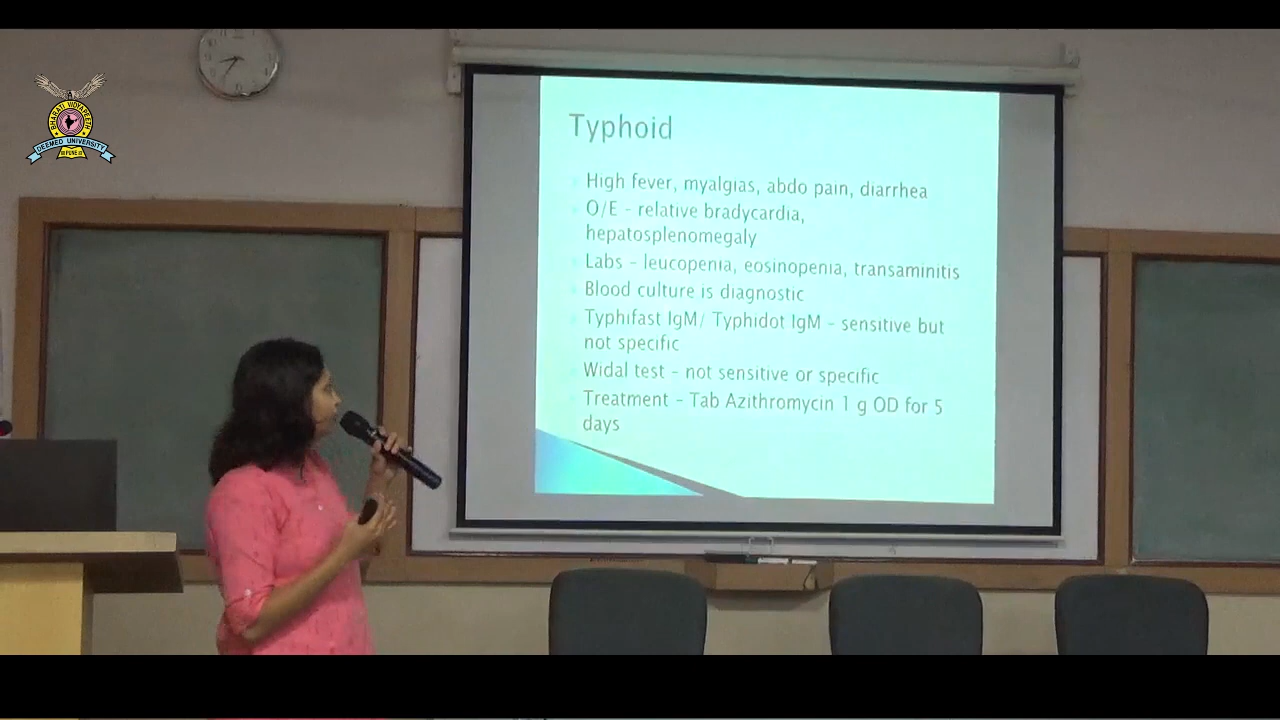 BHARATI VIDYAPEETH
DEEMED UNIVERSITY
Typhoid
High fever, myalgias, abdo pain, diarrhea
O/E - relative bradycardia,
hepatosplenomegaly
Labs - leucopenia, eosinopenia, transaminitis
Blood culture is diagnostic
Typhifast IgM/ Typhidot IgM - sensitive but
not specific
Widal test - not sensitive or specific
Treatment - Tab Azithromycin 1 g OD for 5
days